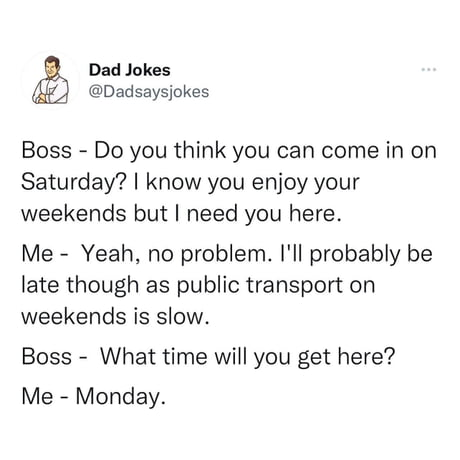 Dad Jokes
@Dadsaysjokes
Boss - Do you think you can come in on
Saturday? I know you enjoy your
weekends but I need you here.
Me -  Yeah, no problem. I'll probably be
late though as public transport on
weekends is slow.
Boss -  What time will you get here?
Me - Monday.